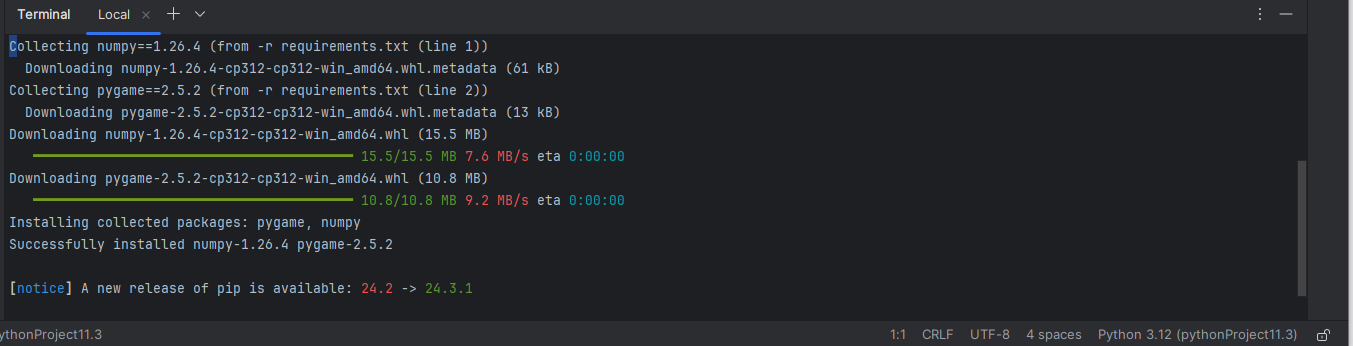 Terminal Local
Collecting numpy==1.26.4 (from -r requirements.txt (line 1))
Downloading numpy-1.26.4-cp312-cp312-win_amd64.whl.metadata (61 kB)
Collecting pygame==2.5.2 (from -r requirements.txt (line 2))
Downloading pygame-2.5.2-cp312-cp312-win_amd64.whl.metadata (13 kB)
Downloading numpy-1.26.4-cp312-cp312-win_amd64.whl (15.5 MB)
15.5/15.5 MB 7.6 MB/s eta 0:00:00
Downloading pygame-2.5.2-cp312-cp312-win_amd64.whl (10.8 MB)
10.8/10.8 MB 9.2 MB/s eta 0:00:00
Installing collected packages: pygame, numpy
Successfully installed numpy-1.26.4 pygame-2.5.2
[notice] A new release of pip is available: 24.2 -> 24.3.1
ythonProject11.3 1:1 CRLF UTF-8 4 spaces Python 3.12 (pythonProject11.3)